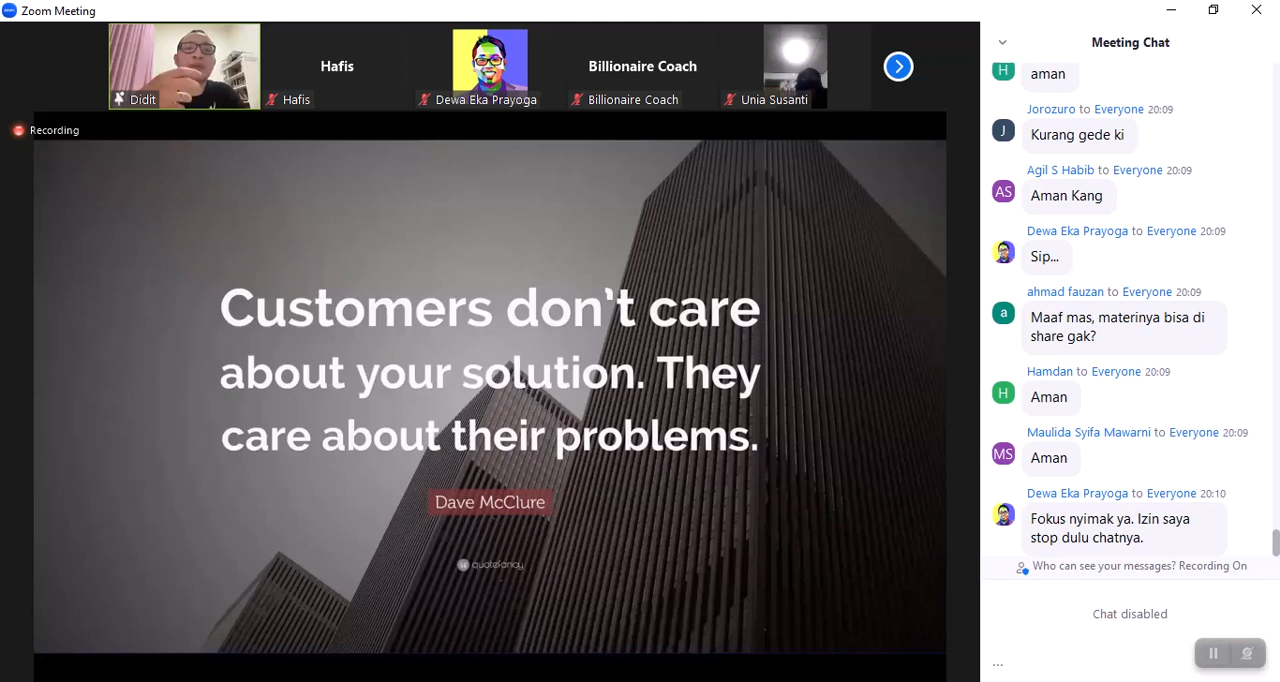 Zoom Meeting
Didit
Hafis
Hafis
Dewa Eka Prayoga
Billionaire Coach
Billionaire Coach
Unia Susanti
Recording
Customers don't care
about your solution. They
care about their problems.
Dave McClure
quotefancy
Meeting Chat
H
aman
Jorozuro to Everyone 20:09
J
Kurang gede ki
Agil S Habib to Everyone 20:09
AS
Aman Kang
Dewa Eka Prayoga to Everyone 20:09
Sip...
ahmad fauzan to Everyone 20:09
a
Maaf mas, materinya bisa di
share gak?
Hamdan to Everyone 20:09
H
Aman
Maulida Syifa Mawarni to Everyone 20:09
MS
Aman
Dewa Eka Prayoga to Everyone 20:10
Fokus nyimak ya. Izin saya
stop dulu chatnya.
Who can see your messages? Recording On
Chat disabled
...